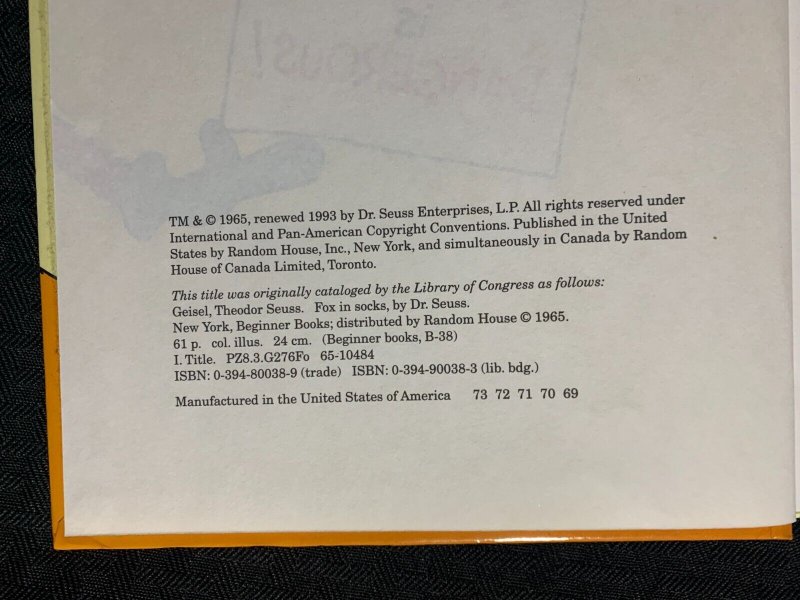 is
DANGEROUS!
TM & © 1965, renewed 1993 by Dr. Seuss Enterprises, L.P. All rights reserved under
International and Pan-American Copyright Conventions. Published in the United
States by Random House, Inc., New York, and simultaneously in Canada by Random
House of Canada Limited, Toronto.
This title was originally cataloged by the Library of Congress as follows:
Geisel, Theodor Seuss. Fox in socks, by Dr. Seuss.
New York, Beginner Books; distributed by Random House © 1965.
61 p. col. illus. 24 cm. (Beginner books, B-38)
I. Title. PZ8.3.G276Fo 65-10484
ISBN: 0-394-80038-9 (trade) ISBN: 0-394-90038-3 (lib. bdg.)
Manufactured in the United States of America 73 72 71 70 69